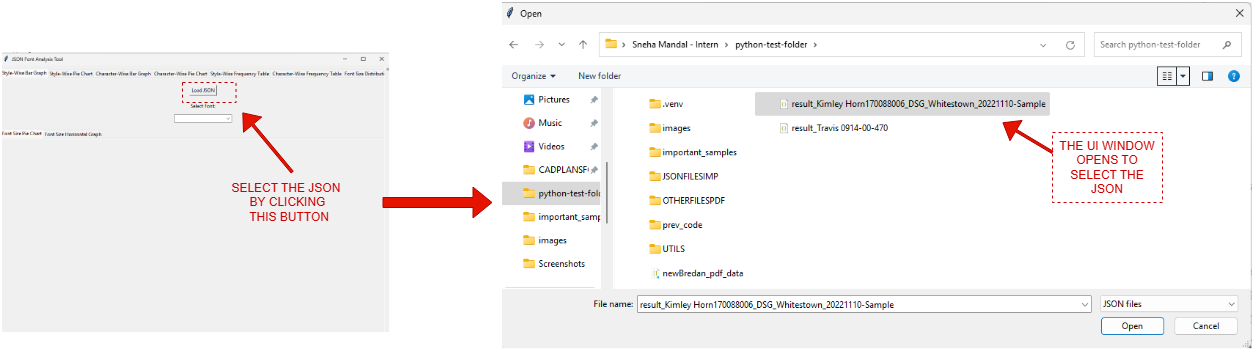 JSON Font Analysis Tool
Style-Wise Bar Graph Style-Wise Pie Chart Character-Wise Bar Graph Character-Wise Pie Chart Style-Wise Frequency Table Character-Wise Frequency Table Font Size Distributi
Load JSON
Select Font:
Font Size Pie Chart Font Size Horizontal Graph
SELECT THE JSON
BY CLICKING
THIS BUTTON
Open
Sneha Mandal - Intern > python-test-folder >
Search python-test-folder
Organize
New folder
Pictures
Music
Videos
CADPLANSF
python-test-fold
important_samp
images
Screenshots
.venv
images
important_samples
JSONFILESIMP
OTHERFILESPDF
prev_code
UTILS
newBredan_pdf_data
result_Kimley Horn170088006_DSG_Whitestown_20221110-Sample
result_Travis 0914-00-470
THE UI WINDOW
OPENS TO
SELECT THE
JSON
File name: result_Kimley Horn170088006_DSG_Whitestown_20221110-Sample
JSON files
Open
Cancel